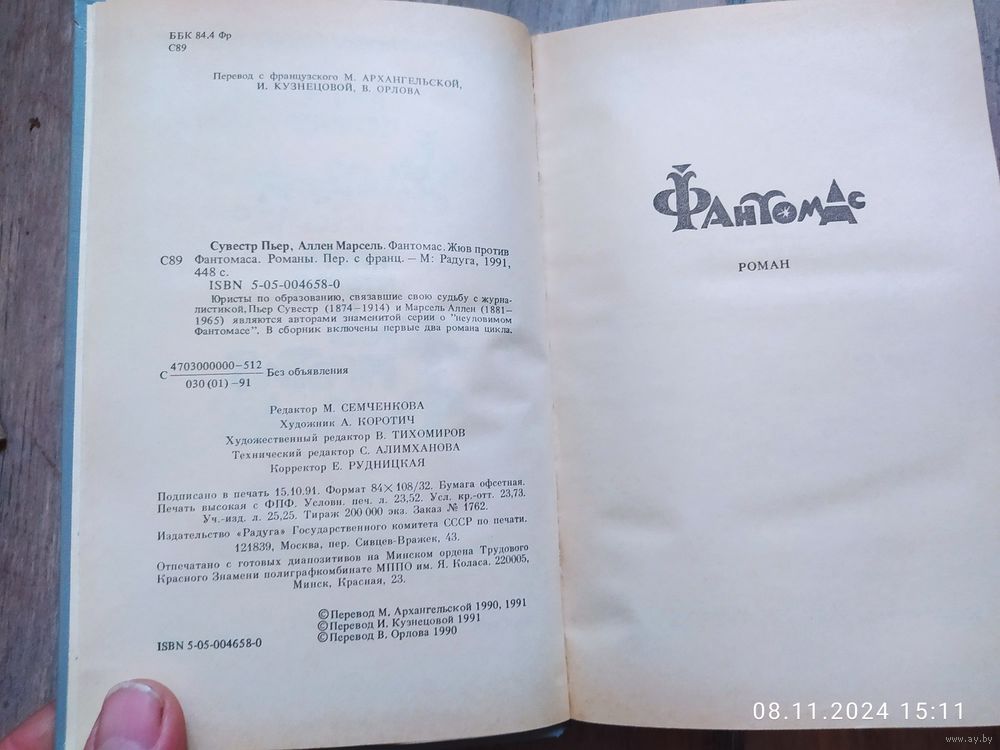 ББК 84.4 Фр
С89
Перевод с французского М. АРХАНГЕЛЬСКОЙ,
И. КУЗНЕЦОВОЙ, В. ОРЛОВА
Сувестр Пьер, Аллен Марсель. Фантомас. Жюв против
С89 Фантомаса. Романы. Пер. с франц. — М: Радуга, 1991,
448 с.
ISBN 5-05-004658-0
Юристы по образованию, связавшие свою судьбу с журна-
листикой, Пьер Сувестр (1874-1914) и Марсель Аллен (1881-
1965) являются авторами знаменитой серии о "неуловимом
Фантомасе". В сборник включены первые два романа цикла.
С 4703000000-512 Без объявления
030(01)-91
Редактор М. СЕМЧЕНКОВА
Художник А. КОРОТИЧ
Художественный редактор В. ТИХОМИРОВ
Технический редактор С. АЛИМХАНОВА
Корректор Е. РУДНИЦКАЯ
Подписано в печать 15.10.91. Формат 84×108/32. Бумага офсетная.
Печать высокая с ФПФ. Условн. печ. л. 23,52. Усл. кр.-отт. 23,73.
Уч.-изд. л. 25,25. Тираж 200 000 экз. Заказ № 1762.
Издательство «Радуга» Государственного комитета СССР по печати.
121839, Москва, пер. Сивцев-Вражек, 43.
Отпечатано с готовых диапозитивов на Минском ордена Трудового
Красного Знамени полиграфкомбинате МППО им. Я. Коласа. 220005,
Минск, Красная, 23.
© Перевод М. Архангельской 1990, 1991
© Перевод И. Кузнецовой 1991
© Перевод В. Орлова 1990
ISBN 5-05-004658-0
Фантомас
РОМАН
08.11.2024 15:11
www.ay.by